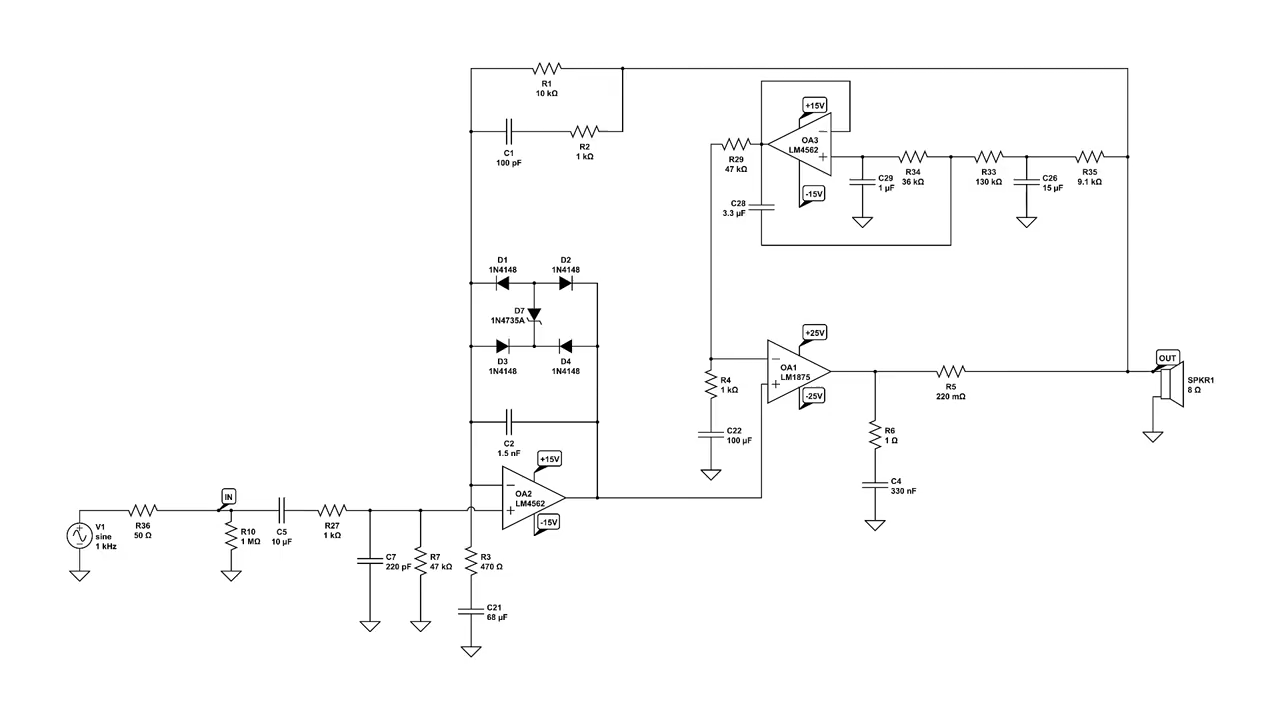 R1
10 kΩ
C1
100 pF
R2
1 kΩ
+15V
OA3
LM4562
-15V
R29
47 kΩ
C28
3.3 µF
C29
1 µF
R34
36 kΩ
R33
130 kΩ
C26
15 µF
R35
9.1 kΩ
D1
1N4148
D2
1N4148
D7
1N4735A
D3
1N4148
D4
1N4148
C2
1.5 nF
+15V
OA2
LM4562
-15V
+25V
OA1
LM1875
-25V
R4
1 kΩ
C22
100 µF
R5
220 mΩ
R6
1 Ω
C4
330 nF
OUT
SPKR1
8 Ω
V1
sine
1 kHz
R36
50 Ω
IN
R10
1 MΩ
C5
10 µF
R27
1 kΩ
C7
220 pF
R7
47 kΩ
R3
470 Ω
C21
68 µF